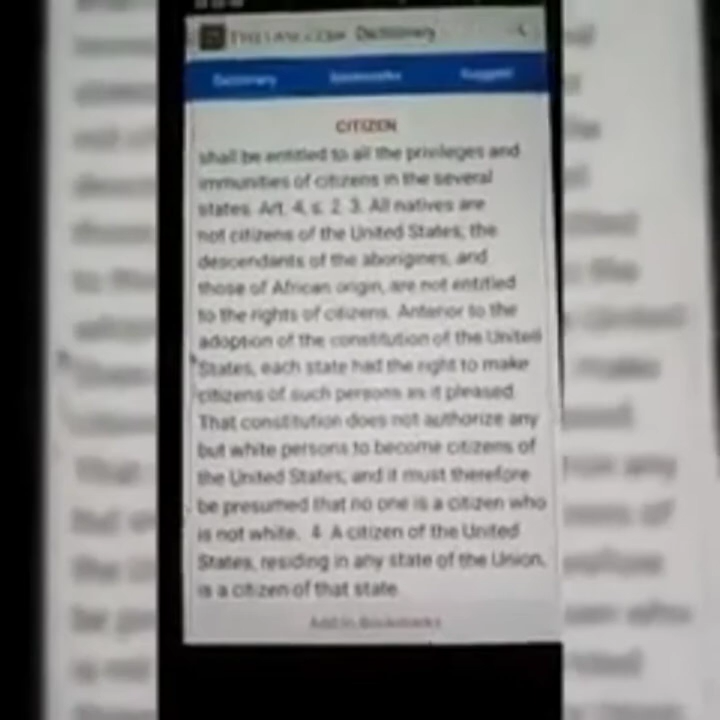 THELAW.COM Dictionary
Dictionary Bookmarks Suggest
CITIZEN
shall be entitled to all the privileges and
immunities of citizens in the several
states. Art. 4, s. 2. 3. All natives are
not citizens of the United States; the
descendants of the aborigines, and
those of African origin, are not entitled
to the rights of citizens. Anterior to the
adoption of the constitution of the United
States, each state had the right to make
citizens of such persons as it pleased.
That constitution does not authorize any
but white persons to become citizens of
the United States; and it must therefore
be presumed that no one is a citizen who
is not white. 4. A citizen of the United
States, residing in any state of the Union,
is a citizen of that state.
Add to Bookmarks